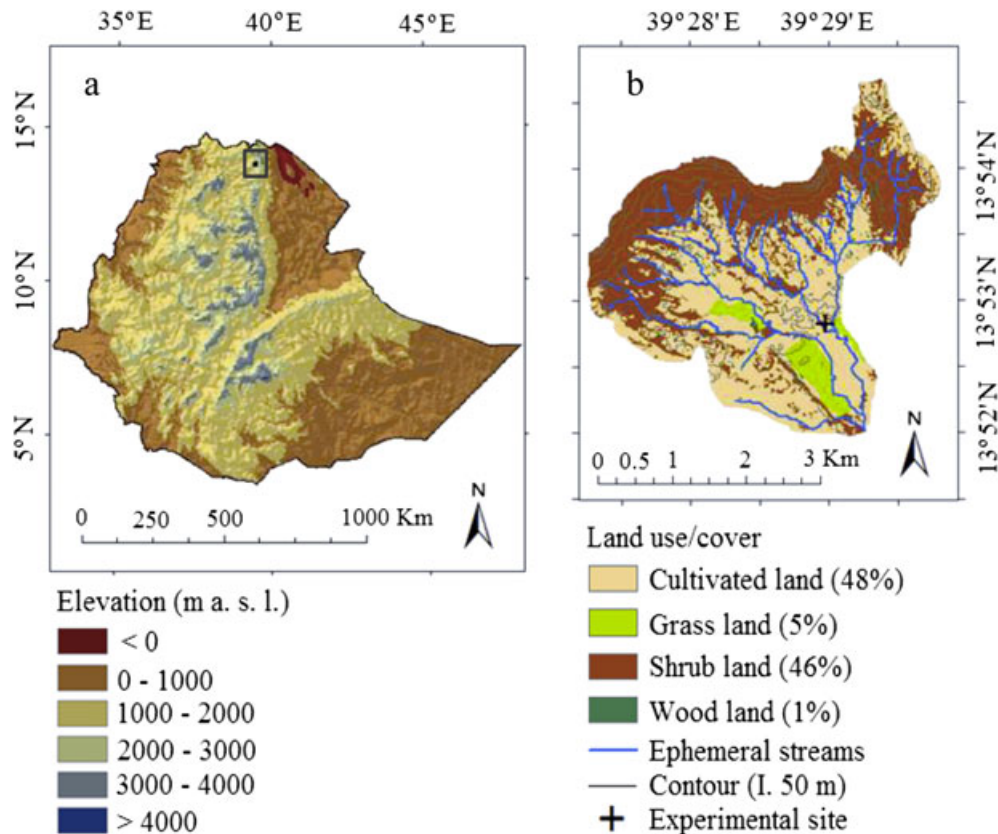 35°E 40°E 45°E
a
15°N
10°N
5°N
N
0 250 500 1000 Km
Elevation (m a. s. l.)
< 0
0 - 1000
1000 - 2000
2000 - 3000
3000 - 4000
> 4000
39°28'E 39°29'E
b
13°54'N
13°53'N
13°52'N
N
0 0.5 1 2 3 Km
Land use/cover
Cultivated land (48%)
Grass land (5%)
Shrub land (46%)
Wood land (1%)
Ephemeral streams
Contour (I. 50 m)
Experimental site